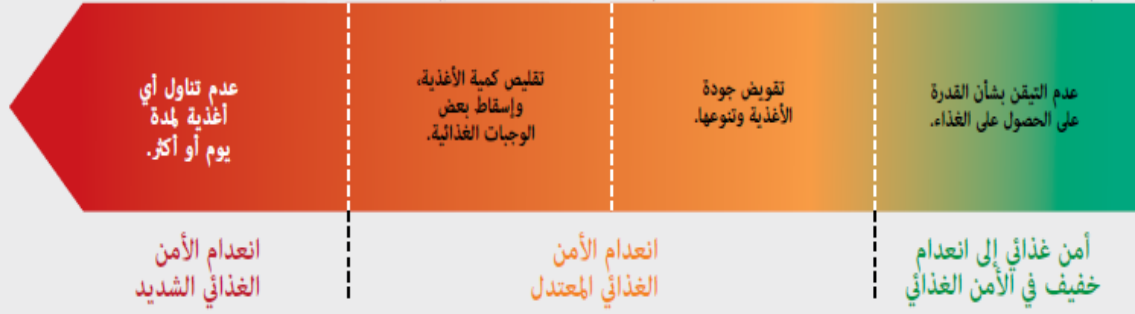 عدم التيقن بشأن القدرة
على الحصول على الغذاء.
تقويض جودة
الأغذية وتنوعها.
تقليص كمية الأغذية،
وإسقاط بعض
الوجبات الغذائية.
عدم تناول أي
أغذية لمدة
يوم أو أكثر.
أمن غذائي إلى انعدام
خفيف في الأمن الغذائي
انعدام الأمن
الغذائي المعتدل
انعدام الأمن
الغذائي الشديد